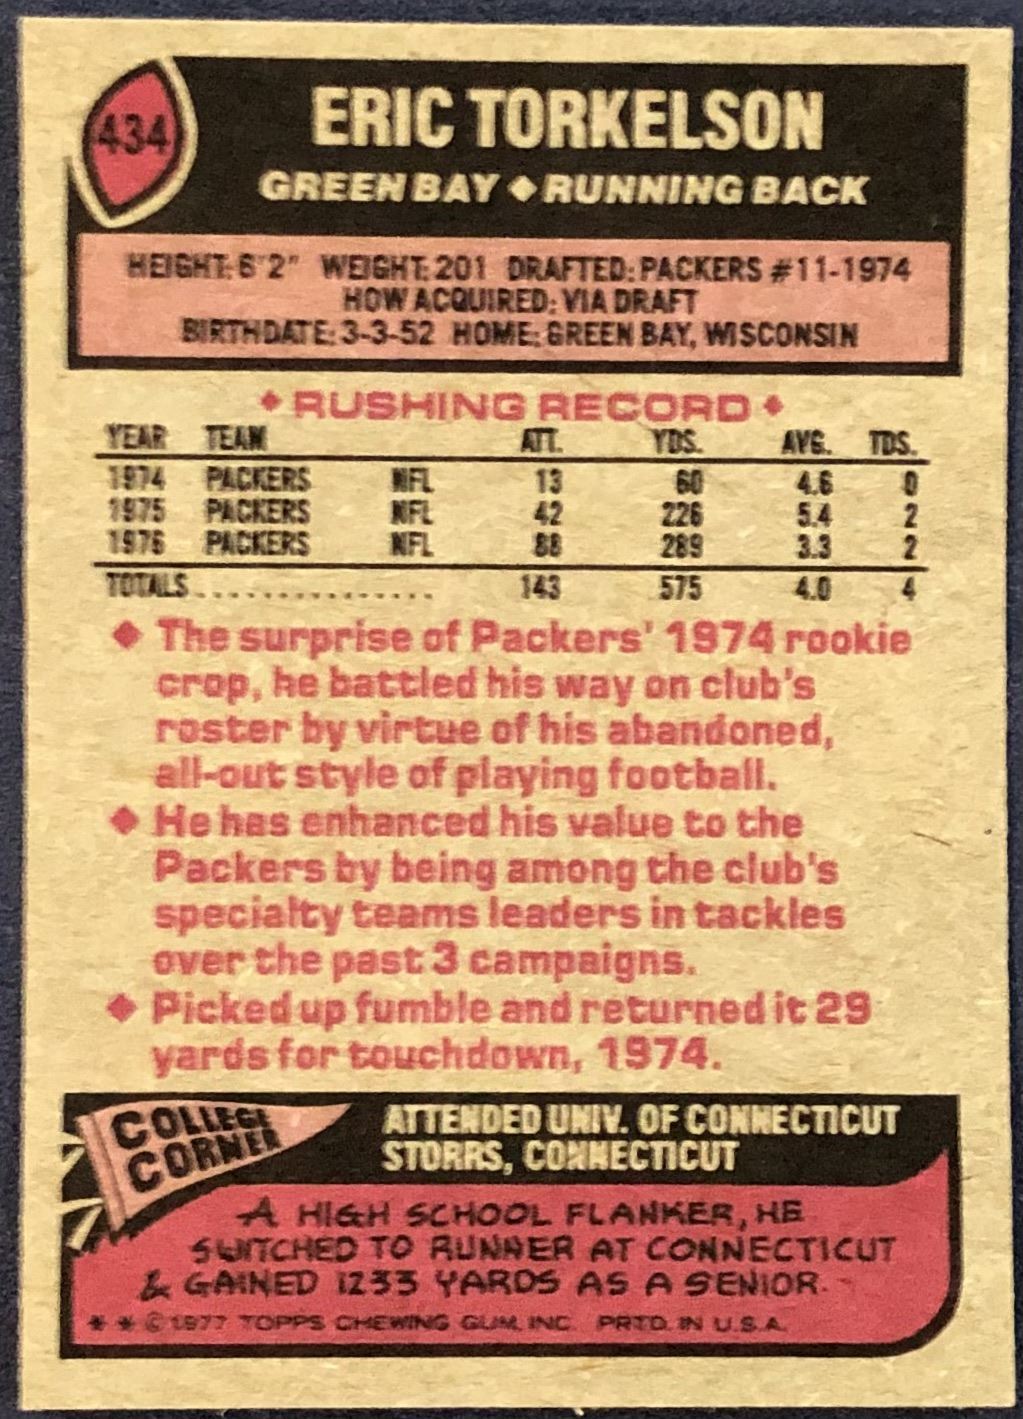 434
ERIC TORKELSON
GREEN BAY ◆ RUNNING BACK
HEIGHT: 6'2" WEIGHT: 201 DRAFTED: PACKERS #11-1974
HOW ACQUIRED: VIA DRAFT
BIRTHDATE: 3-3-52 HOME: GREEN BAY, WISCONSIN
◆ RUSHING RECORD ◆
YEAR TEAM ATT. YDS. AVG. TDS.
1974 PACKERS NFL 13 60 4.6 0
1975 PACKERS NFL 42 226 5.4 2
1976 PACKERS NFL 88 289 3.3 2
TOTALS................ 143 575 4.0 4
◆ The surprise of Packers' 1974 rookie
crop, he battled his way on club's
roster by virtue of his abandoned,
all-out style of playing football.
◆ He has enhanced his value to the
Packers by being among the club's
specialty teams leaders in tackles
over the past 3 campaigns.
◆ Picked up fumble and returned it 29
yards for touchdown, 1974.
COLLEGE
CORNER
ATTENDED UNIV. OF CONNECTICUT
STORRS, CONNECTICUT
A HIGH SCHOOL FLANKER, HE
SWITCHED TO RUNNER AT CONNECTICUT
& GAINED 1233 YARDS AS A SENIOR.
* * © 1977 TOPPS CHEWING GUM, INC. PRTD. IN U.S.A.